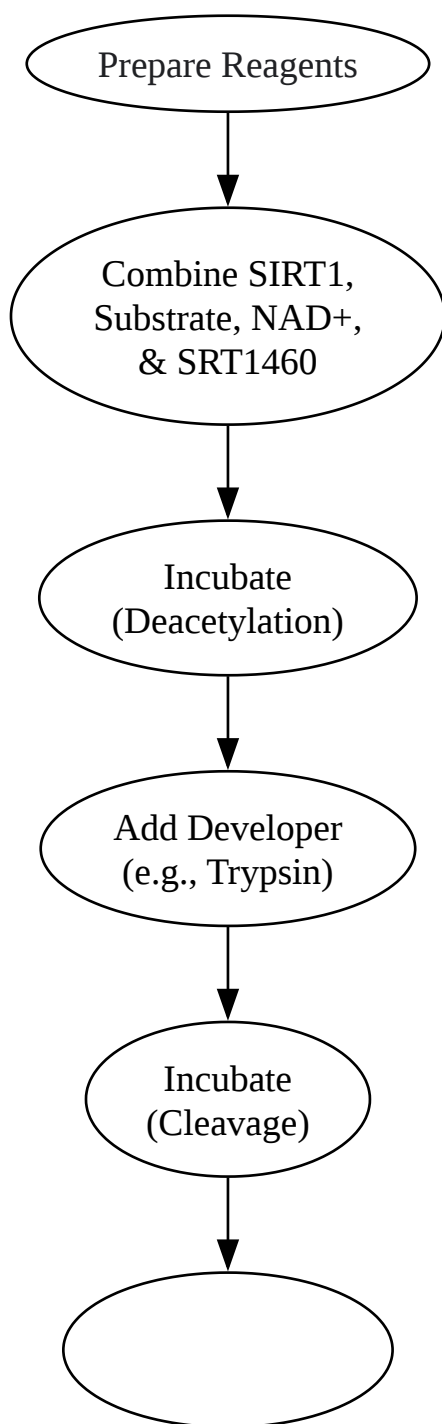 Prepare Reagents
Combine SIRT1,
Substrate, NAD+,
& SRT1460
Incubate
(Deacetylation)
Add Developer
(e.g., Trypsin)
Incubate
(Cleavage)